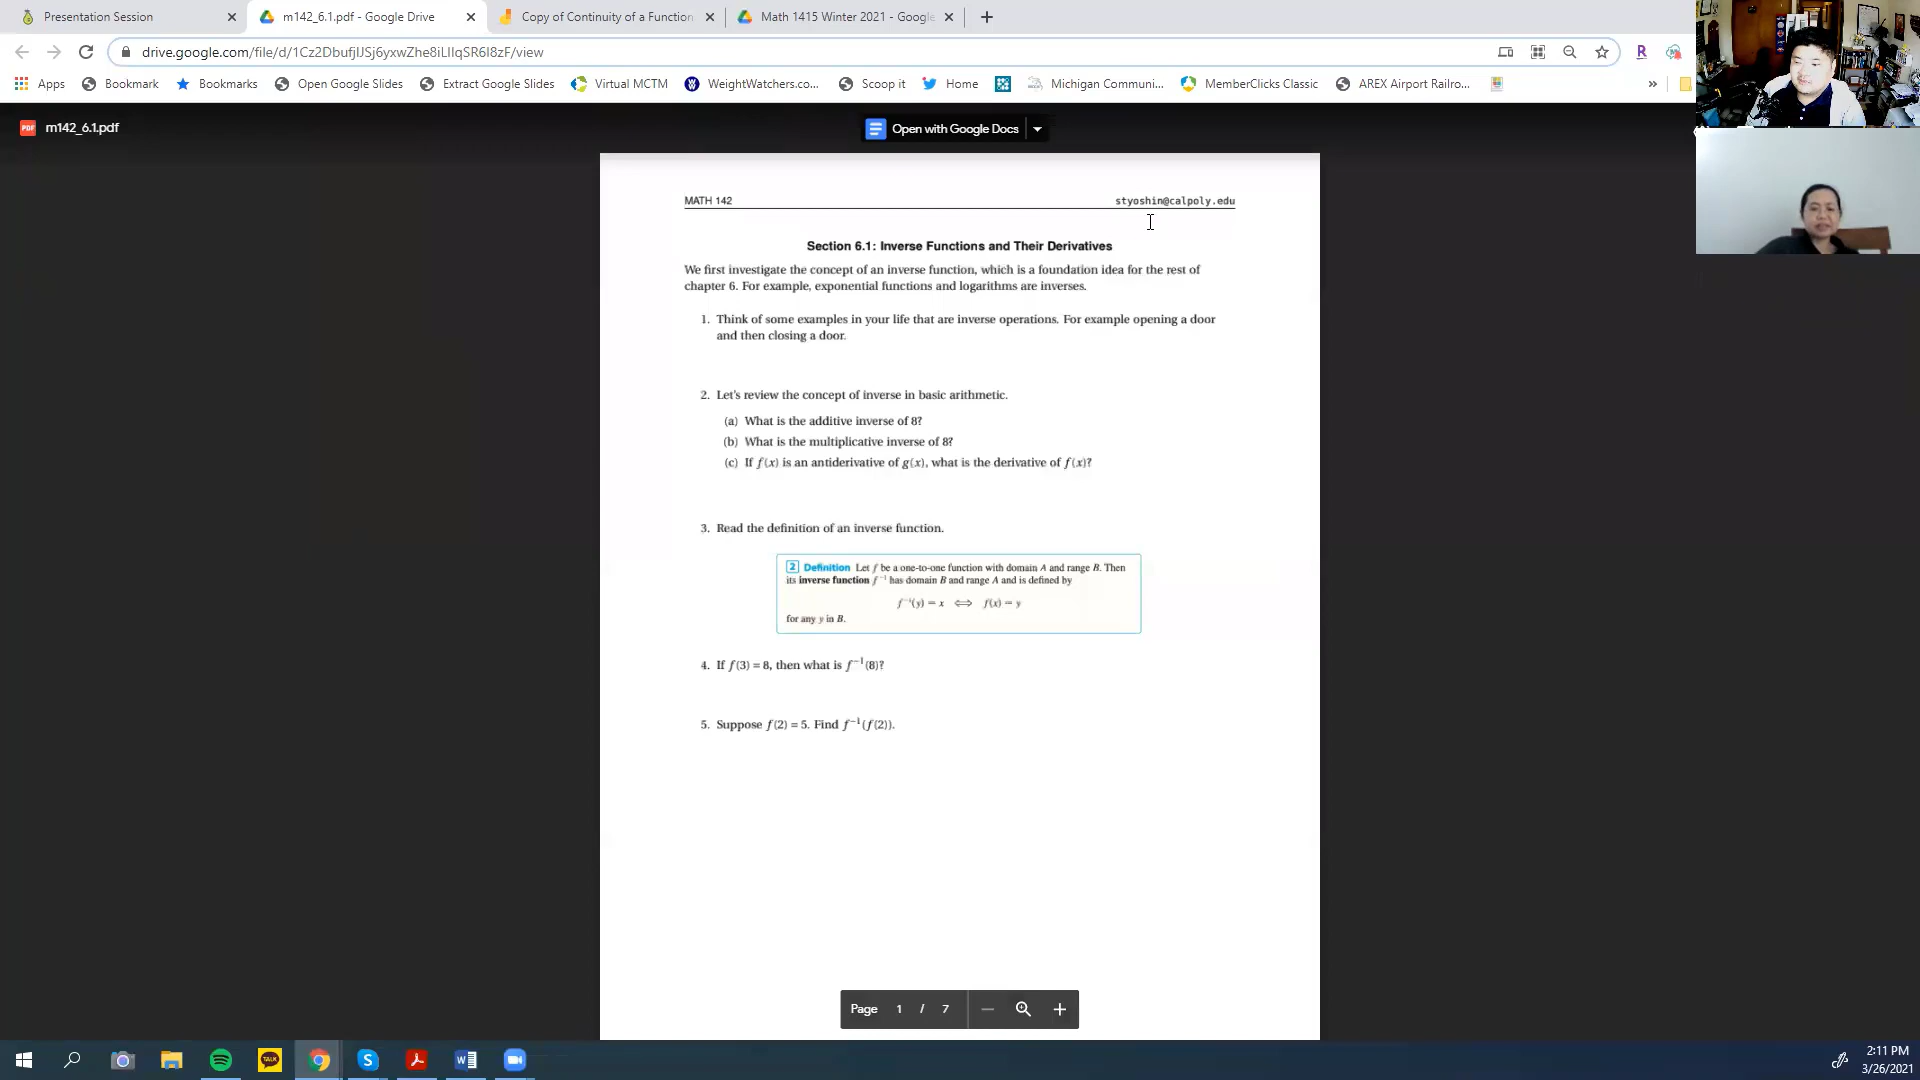 Presentation Session
m142_6.1.pdf - Google Drive
Copy of Continuity of a Function
Math 1415 Winter 2021 - Google
Apps
Bookmark
Bookmarks
Open Google Slides
Extract Google Slides
Virtual MCTM
WeightWatchers.co...
Scoop it
Home
Michigan Communi...
MemberClicks Classic
AREX Airport Railro...
»
PDF
m142_6.1.pdf
Open with Google Docs
MATH 142
styoshin@calpoly.edu
Section 6.1: Inverse Functions and Their Derivatives
We first investigate the concept of an inverse function, which is a foundation idea for the rest of
chapter 6. For example, exponential functions and logarithms are inverses.
1. Think of some examples in your life that are inverse operations. For example opening a door
and then closing a door.
2. Let's review the concept of inverse in basic arithmetic.
(a) What is the additive inverse of 8?
(b) What is the multiplicative inverse of 8?
(c) If f(x) is an antiderivative of g(x), what is the derivative of f(x)?
3. Read the definition of an inverse function.
2 Definition Let f be a one-to-one function with domain A and range B. Then
its inverse function f⁻¹ has domain B and range A and is defined by
f⁻¹(y) = x ⟺ f(x) = y
for any y in B.
4. If f(3) = 8, then what is f⁻¹(8)?
5. Suppose f(2) = 5. Find f⁻¹(f(2)).
Page 1 / 7
TALK
2:11 PM
3/26/2021